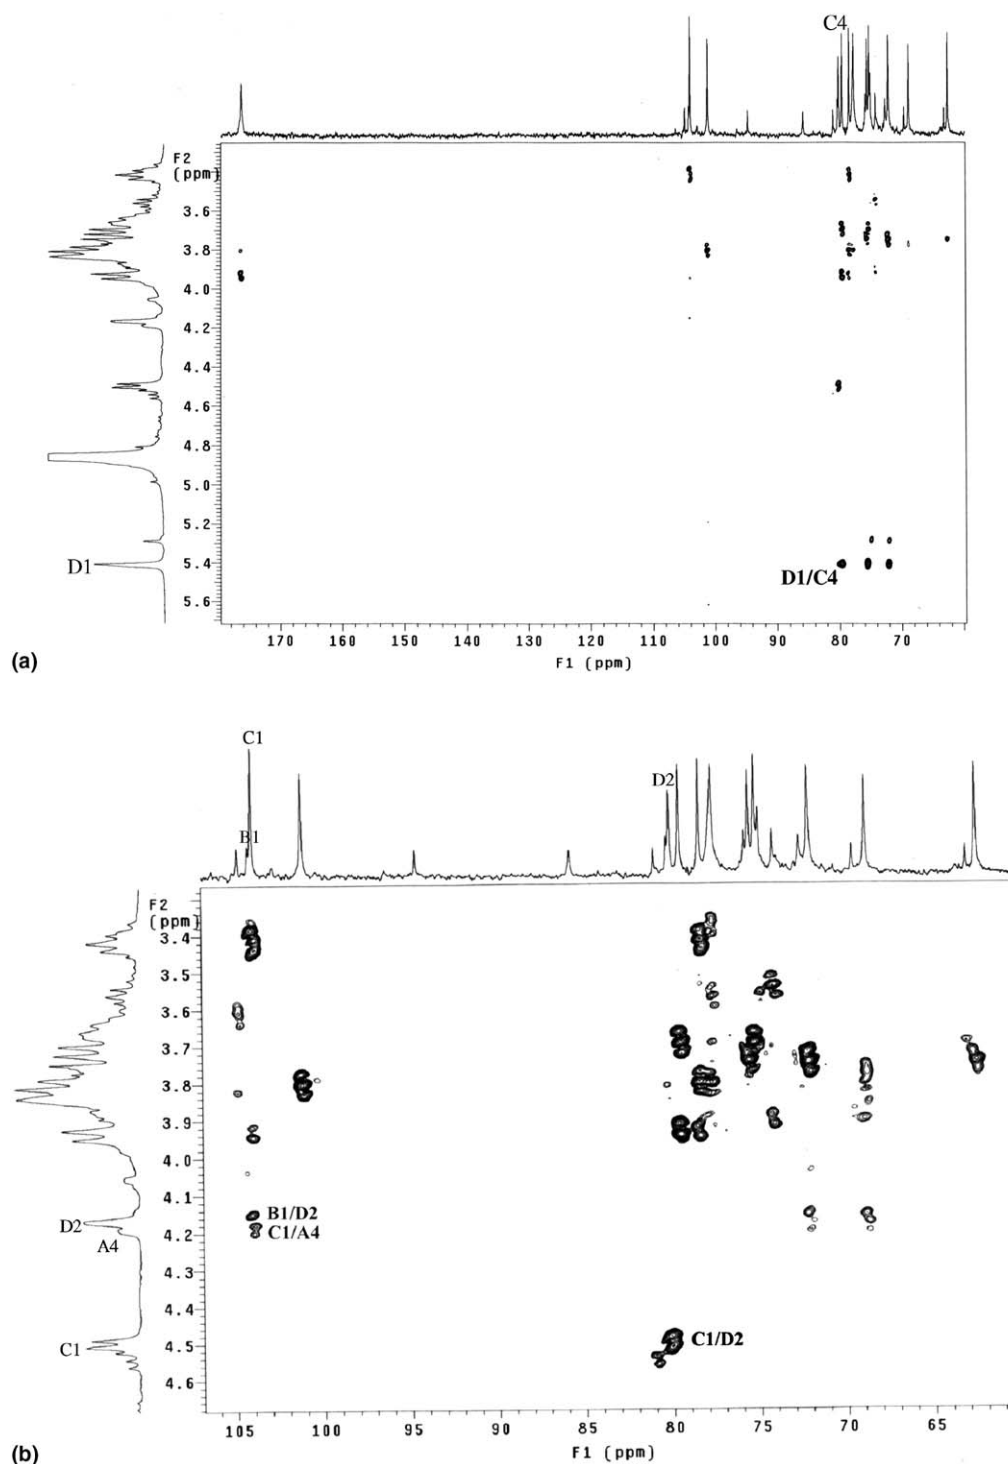 C4
F2
(ppm)
3.6
3.8
4.0
4.2
4.4
4.6
4.8
5.0
5.2
D1
5.4
D1/C4
5.6
170 160 150 140 130 120 110 100 90 80 70
F1 (ppm)
(a)
C1
D2
B1
F2
(ppm)
3.4
3.5
3.6
3.7
3.8
3.9
4.0
4.1
B1/D2
D2
4.2
C1/A4
A4
4.3
4.4
C1
4.5
C1/D2
4.6
105 100 95 90 85 80 75 70 65
F1 (ppm)
(b)